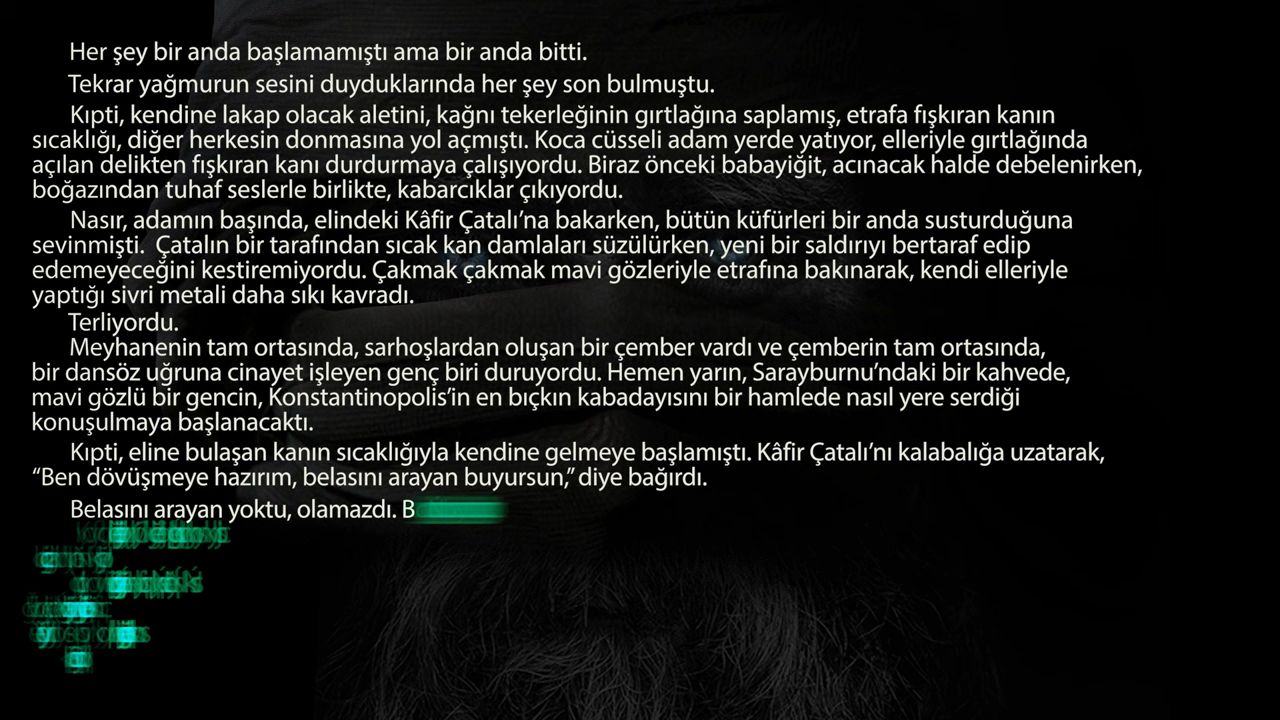 Her şey bir anda başlamamıştı ama bir anda bitti.
Tekrar yağmurun sesini duyduklarında her şey son bulmuştu.
Kıpti, kendine lakap olacak aletini, kağnı tekerleğinin gırtlağına saplamış, etrafa fışkıran kanın
sıcaklığı, diğer herkesin donmasına yol açmıştı. Koca cüsseli adam yerde yatıyor, elleriyle gırtlağında
açılan delikten fışkıran kanı durdurmaya çalışıyordu. Biraz önceki babayiğit, acınacak halde debelenirken,
boğazından tuhaf seslerle birlikte, kabarcıklar çıkıyordu.
Nasır, adamın başında, elindeki Kâfir Çatalı’na bakarken, bütün küfürleri bir anda susturduğuna
sevinmişti.  Çatalın bir tarafından sıcak kan damlaları süzülürken, yeni bir saldırıyı bertaraf edip
edemeyeceğini kestiremiyordu. Çakmak çakmak mavi gözleriyle etrafına bakınarak, kendi elleriyle
yaptığı sivri metali daha sıkı kavradı.
Terliyordu.
Meyhanenin tam ortasında, sarhoşlardan oluşan bir çember vardı ve çemberin tam ortasında,
bir dansöz uğruna cinayet işleyen genç biri duruyordu. Hemen yarın, Sarayburnu’ndaki bir kahvede,
mavi gözlü bir gencin, Konstantinopolis’in en bıçkın kabadayısını bir hamlede nasıl yere serdiği
konuşulmaya başlanacaktı.
Kıpti, eline bulaşan kanın sıcaklığıyla kendine gelmeye başlamıştı. Kâfir Çatalı’nı kalabalığa uzatarak,
“Ben dövüşmeye hazırım, belasını arayan buyursun,” diye bağırdı.
Belasını arayan yoktu, olamazdı. B